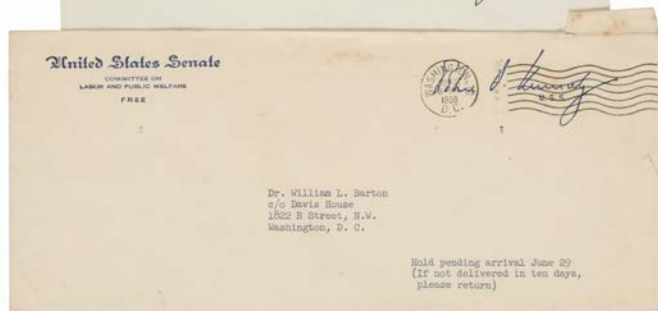 United States Senate
COMMITTEE ON
LABOR AND PUBLIC WELFARE
FREE
WASHINGTON,
1958
D.C.
U.S.S.
Dr. William L. Barton
c/o Davis House
1822 R Street, N.W.
Washington, D. C.
Hold pending arrival June 29
(If not delivered in ten days,
please return)